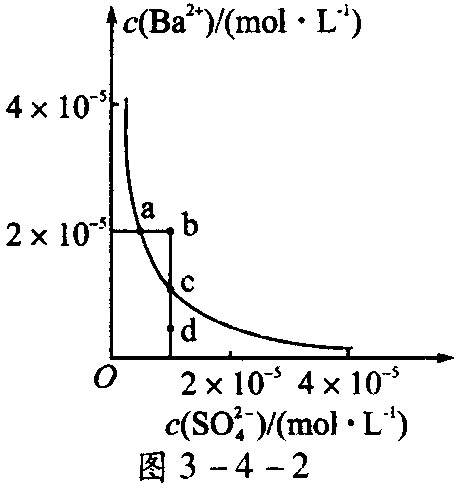 c(Ba²⁺)/(mol·L⁻¹)
4×10⁻⁵
a
2×10⁻⁵
b
c
d
O
2×10⁻⁵ 4×10⁻⁵
c(SO₄²⁻)/(mol·L⁻¹)
图 3-4-2